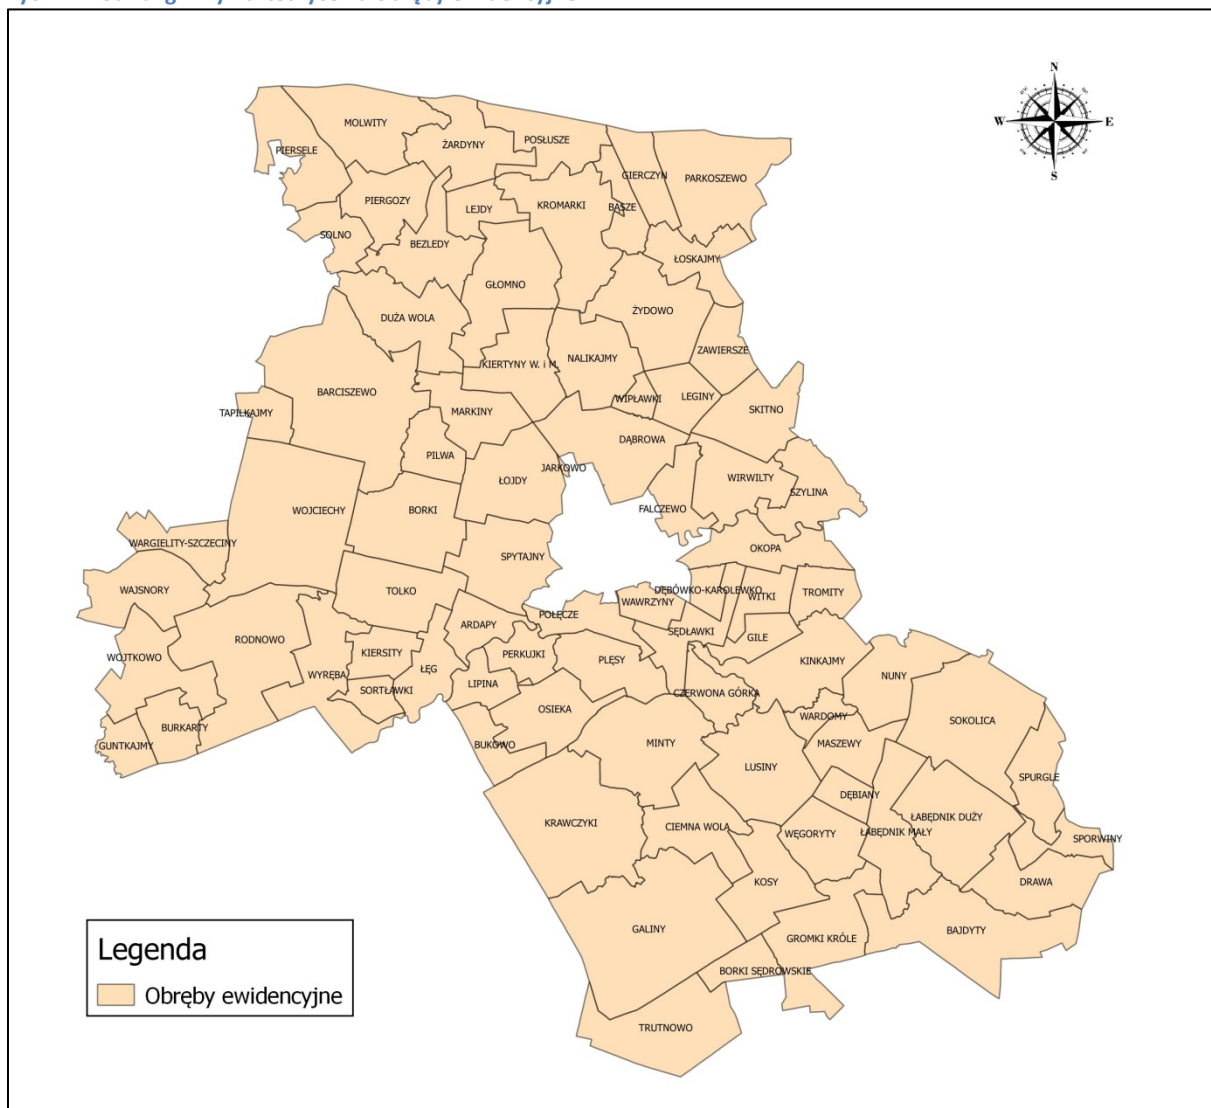 N
W
E
S
MOLWITY
ŻARDYNY
POSŁUSZE
PIERSELE
GIERCZYN
PARKOSZEWO
PIERGOZY
LEJDY
KROMARKI
BĄSZE
SOLNO
BEZLEDY
ŁOSKAJMY
GŁOMNO
DUŻA WOLA
ŻYDOWO
ZAWIERSZE
KIERTYNY W. i M.
NALIKAJMY
BARCISZEWO
WIPŁAWKI
LEGINY
TAPILKAJMY
MARKINY
SKITNO
DĄBROWA
PILWA
JARKOWO
ŁOJDY
WIRWILTY
SZYLINA
WOJCIECHY
BORKI
FALCZEWO
WARGIELITY-SZCZECINY
SPYTAJNY
OKOPA
WAJSNORY
TOLKO
DĘBÓWKO-KAROLEWKO
WAWRZYNY
WITKI
TROMITY
POŁĘCZE
ARDAPY
SĘDŁAWKI
GILE
RODNOWO
WOJTKOWO
KIERSITY
PERKUJKI
PLĘSY
KINKAJMY
ŁĘG
WYRĘBA
NUNY
SORTŁAWKI
LIPINA
CZERWONA GÓRKA
OSIEKA
WARDOMY
SOKOLICA
BURKARTY
GUNTKAJMY
BUKOWO
MINTY
MASZEWY
LUSINY
SPURGLE
DĘBIANY
KRAWCZYKI
CIEMNA WOLA
WĘGORYTY
ŁABĘDNIK MAŁY
ŁABĘDNIK DUŻY
SPORWINY
KOSY
DRAWA
GALINY
GROMKI KRÓLE
BAJDYTY
BORKI SĘDROWSKIE
TRUTNOWO
Legenda
Obręby ewidencyjne